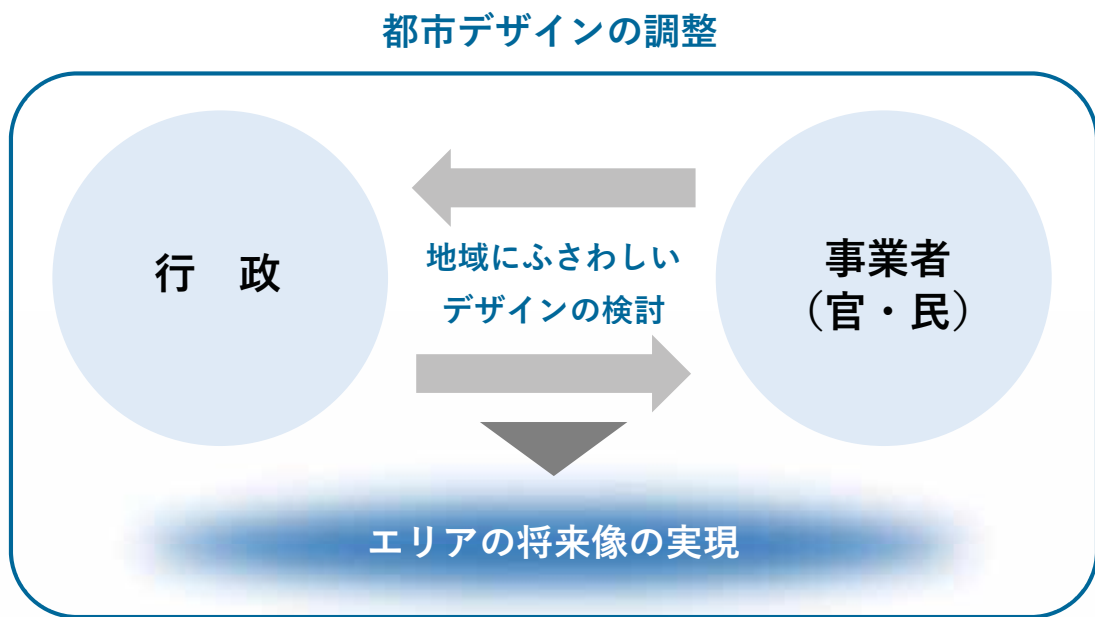 都市デザインの調整
行　政
地域にふさわしい
デザインの検討
事業者
（官・民）
エリアの将来像の実現